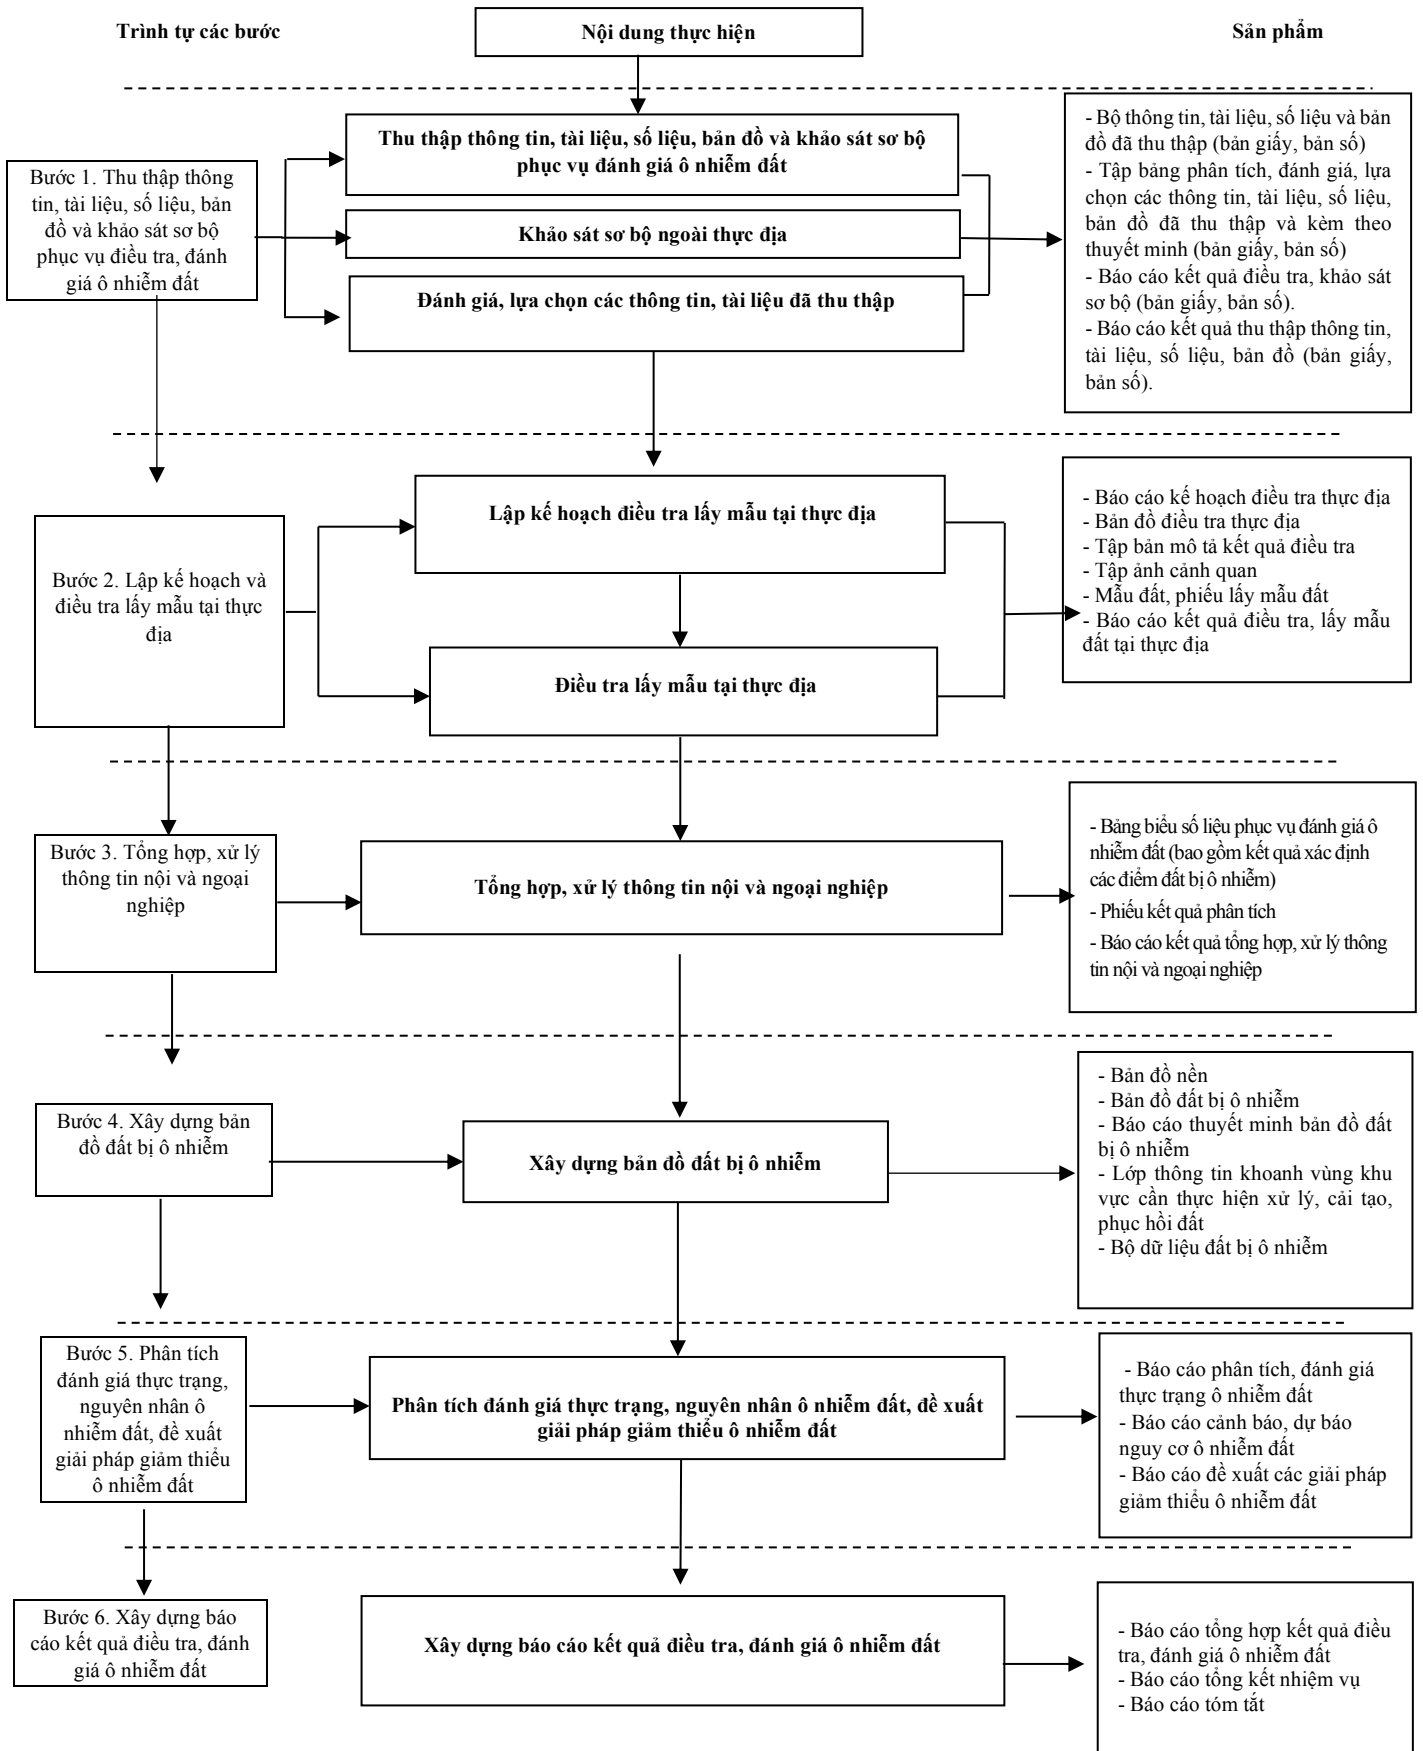 Trình tự các bước
Nội dung thực hiện
Sản phẩm
Bước 1. Thu thập thông
tin, tài liệu, số liệu, bản
đồ và khảo sát sơ bộ
phục vụ điều tra, đánh
giá ô nhiễm đất
Thu thập thông tin, tài liệu, số liệu, bản đồ và khảo sát sơ bộ
phục vụ đánh giá ô nhiễm đất
Khảo sát sơ bộ ngoài thực địa
Đánh giá, lựa chọn các thông tin, tài liệu đã thu thập
- Bộ thông tin, tài liệu, số liệu và bản
đồ đã thu thập (bản giấy, bản số)
- Tập bảng phân tích, đánh giá, lựa
chọn các thông tin, tài liệu, số liệu,
bản đồ đã thu thập và kèm theo
thuyết minh (bản giấy, bản số)
- Báo cáo kết quả điều tra, khảo sát
sơ bộ (bản giấy, bản số).
- Báo cáo kết quả thu thập thông tin,
tài liệu, số liệu, bản đồ (bản giấy,
bản số).
Bước 2. Lập kế hoạch và
điều tra lấy mẫu tại thực
địa
Lập kế hoạch điều tra lấy mẫu tại thực địa
Điều tra lấy mẫu tại thực địa
- Báo cáo kế hoạch điều tra thực địa
- Bản đồ điều tra thực địa
- Tập bản mô tả kết quả điều tra
- Tập ảnh cảnh quan
- Mẫu đất, phiếu lấy mẫu đất
- Báo cáo kết quả điều tra, lấy mẫu
đất tại thực địa
Bước 3. Tổng hợp, xử lý
thông tin nội và ngoại
nghiệp
Tổng hợp, xử lý thông tin nội và ngoại nghiệp
- Bảng biểu số liệu phục vụ đánh giá ô
nhiễm đất (bao gồm kết quả xác định
các điểm đất bị ô nhiễm)
- Phiếu kết quả phân tích
- Báo cáo kết quả tổng hợp, xử lý thông
tin nội và ngoại nghiệp
Bước 4. Xây dựng bản
đồ đất bị ô nhiễm
Xây dựng bản đồ đất bị ô nhiễm
- Bản đồ nền
- Bản đồ đất bị ô nhiễm
- Báo cáo thuyết minh bản đồ đất
bị ô nhiễm
- Lớp thông tin khoanh vùng khu
vực cần thực hiện xử lý, cải tạo,
phục hồi đất
- Bộ dữ liệu đất bị ô nhiễm
Bước 5. Phân tích
đánh giá thực trạng,
nguyên nhân ô
nhiễm đất, đề xuất
giải pháp giảm thiểu
ô nhiễm đất
Phân tích đánh giá thực trạng, nguyên nhân ô nhiễm đất, đề xuất
giải pháp giảm thiểu ô nhiễm đất
- Báo cáo phân tích, đánh giá
thực trạng ô nhiễm đất
- Báo cáo cảnh báo, dự báo
nguy cơ ô nhiễm đất
- Báo cáo đề xuất các giải pháp
giảm thiểu ô nhiễm đất
Bước 6. Xây dựng báo
cáo kết quả điều tra, đánh
giá ô nhiễm đất
Xây dựng báo cáo kết quả điều tra, đánh giá ô nhiễm đất
- Báo cáo tổng hợp kết quả điều
tra, đánh giá ô nhiễm đất
- Báo cáo tổng kết nhiệm vụ
- Báo cáo tóm tắt